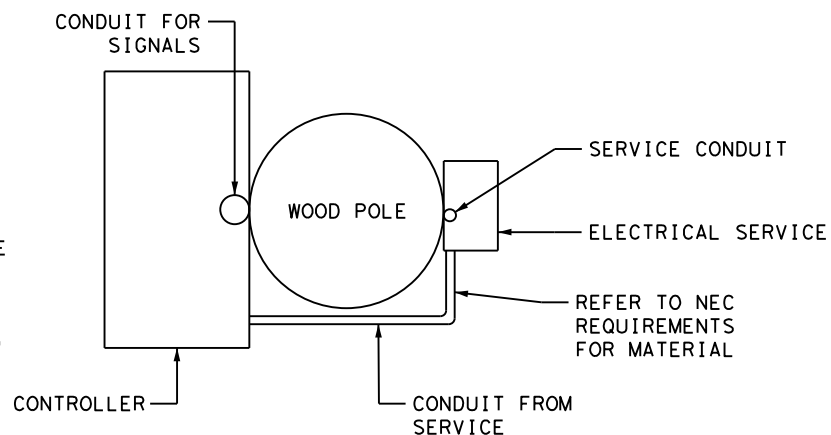 CONDUIT FOR
SIGNALS
SERVICE CONDUIT
WOOD POLE
ELECTRICAL SERVICE
REFER TO NEC
REQUIREMENTS
FOR MATERIAL
CONTROLLER
CONDUIT FROM
SERVICE